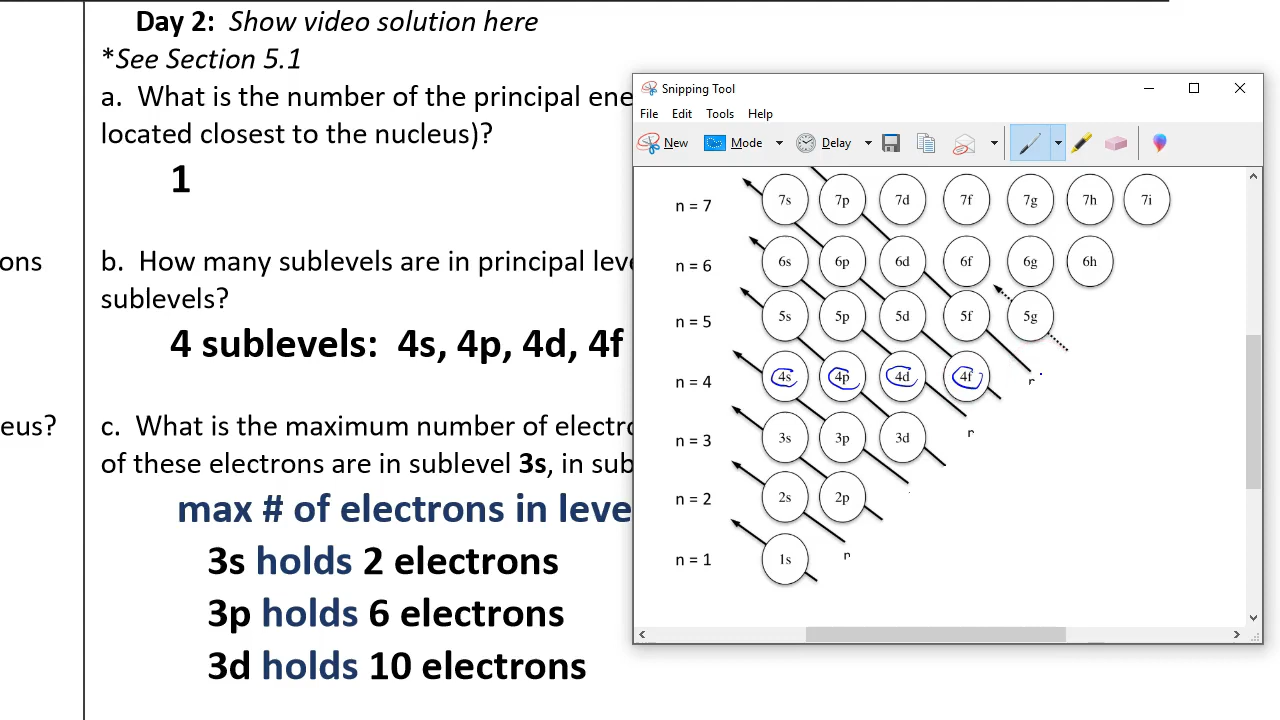 Day 2: Show video solution here
*See Section 5.1
a. What is the number of the principal ene
located closest to the nucleus)?
1
ons
b. How many sublevels are in principal leve
sublevels?
4 sublevels: 4s, 4p, 4d, 4f
eus?
c. What is the maximum number of electro
of these electrons are in sublevel 3s, in sub
max # of electrons in leve
3s holds 2 electrons
3p holds 6 electrons
3d holds 10 electrons
Snipping Tool
File Edit Tools Help
New Mode Delay
n = 7 7s 7p 7d 7f 7g 7h 7i
n = 6 6s 6p 6d 6f 6g 6h
n = 5 5s 5p 5d 5f 5g
n = 4 4s 4p 4d 4f
n = 3 3s 3p 3d
n = 2 2s 2p
n = 1 1s